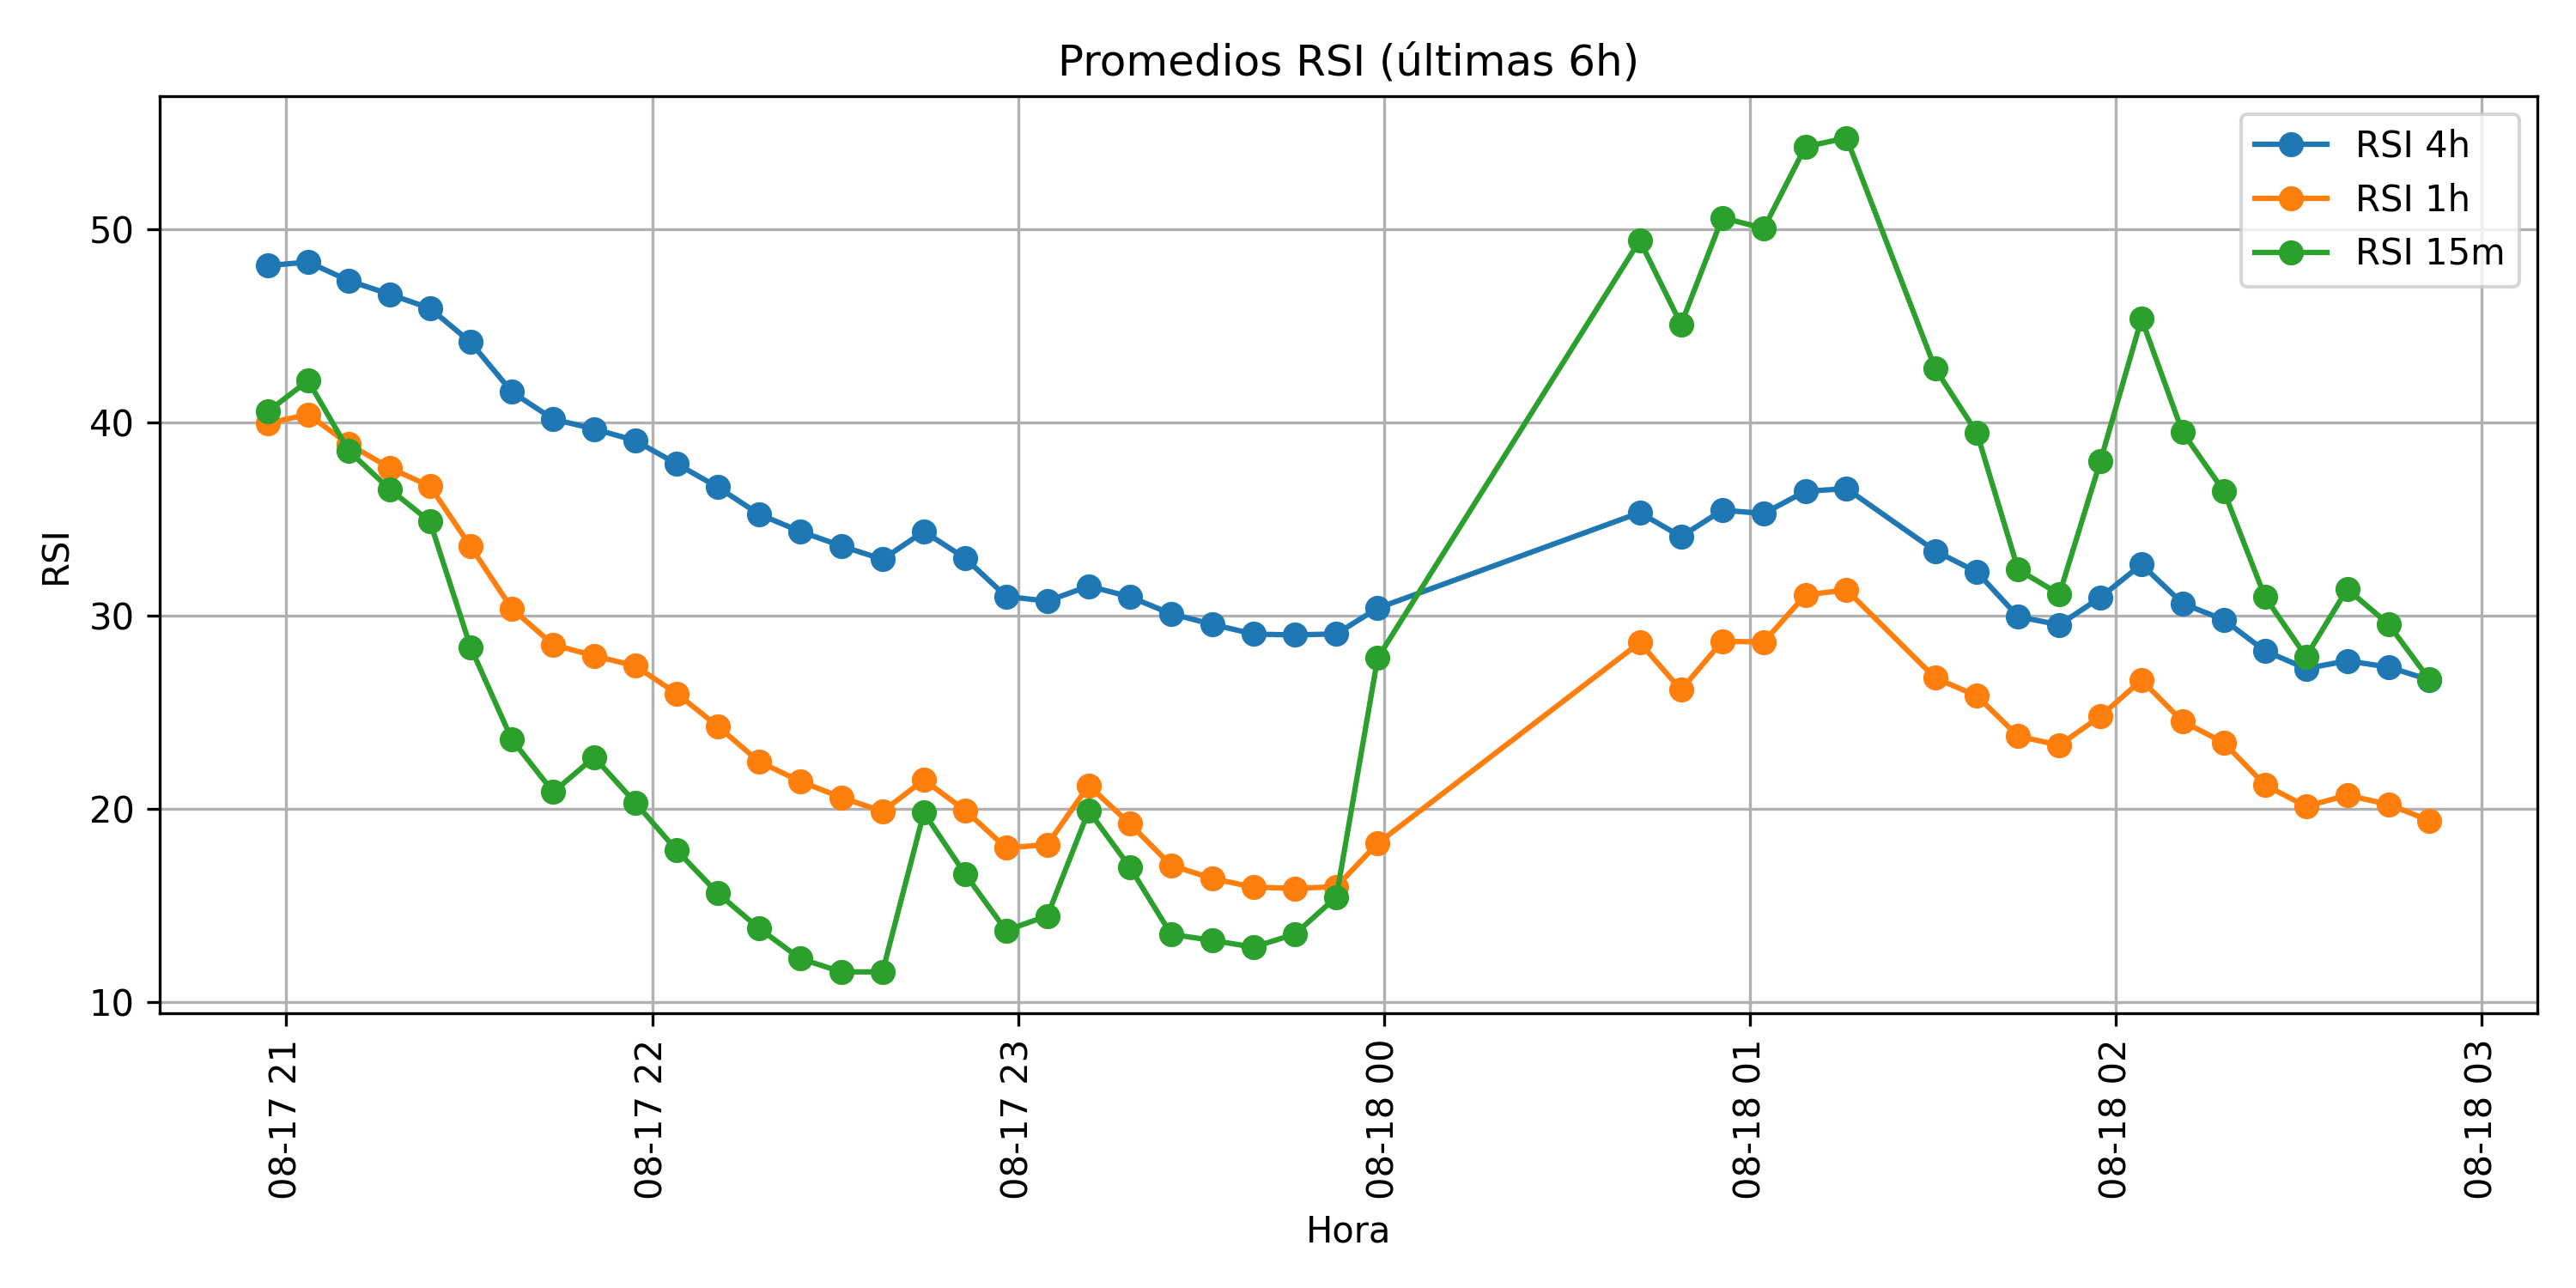 Promedios RSI (últimas 6h)
RSI 4h
RSI 1h
RSI 15m
RSI
50
40
30
20
10
08-17 21
08-17 22
08-17 23
08-18 00
08-18 01
08-18 02
08-18 03
Hora